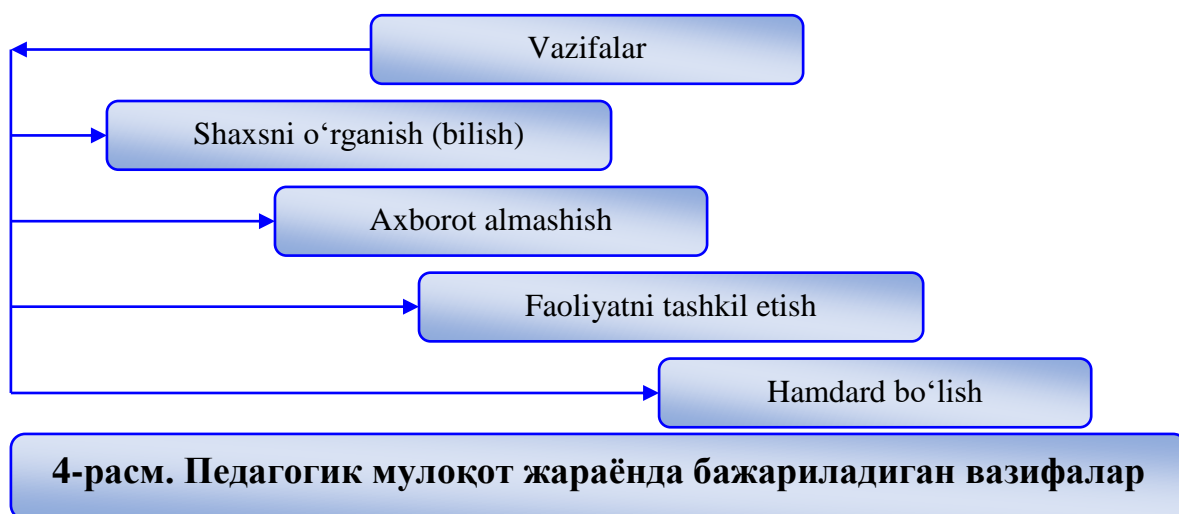 Vazifalar
Shaxsni o‘rganish (bilish)
Axborot almashish
Faoliyatni tashkil etish
Hamdard bo‘lish
4-расм. Педагогик мулоқот жараёнда бажариладиган вазифалар